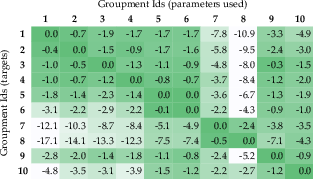 Groupment Ids (parameters used)
1 2 3 4 5 6 7 8 9 10
Groupment Ids (targets)
1 0.0 -0.7 -1.9 -1.7 -1.7 -1.7 -7.8 -10.9 -3.3 -4.9
2 -0.4 0.0 -1.5 -0.9 -1.7 -1.6 -5.8 -9.5 -2.4 -3.0
3 -1.0 -0.5 0.0 -1.3 -0.9 -0.9 -4.8 -8.0 -0.3 -1.5
4 -1.0 -0.7 -1.2 0.0 -0.8 -0.7 -3.7 -8.4 -1.2 -2.0
5 -1.8 -1.4 -2.3 -1.4 0.0 0.0 -3.6 -6.7 -1.3 -1.9
6 -3.1 -2.2 -2.9 -2.2 -0.1 0.0 -2.2 -4.3 -0.9 -1.0
7 -12.1 -10.3 -8.7 -8.4 -5.1 -4.9 0.0 -2.4 -3.8 -3.5
8 -17.1 -14.1 -13.3 -12.3 -7.5 -7.4 -0.5 0.0 -7.1 -4.3
9 -2.8 -2.0 -1.4 -1.8 -1.1 -0.8 -2.4 -5.2 0.0 -0.9
10 -4.8 -3.5 -3.1 -3.9 -1.5 -1.2 -2.2 -2.7 -1.2 0.0